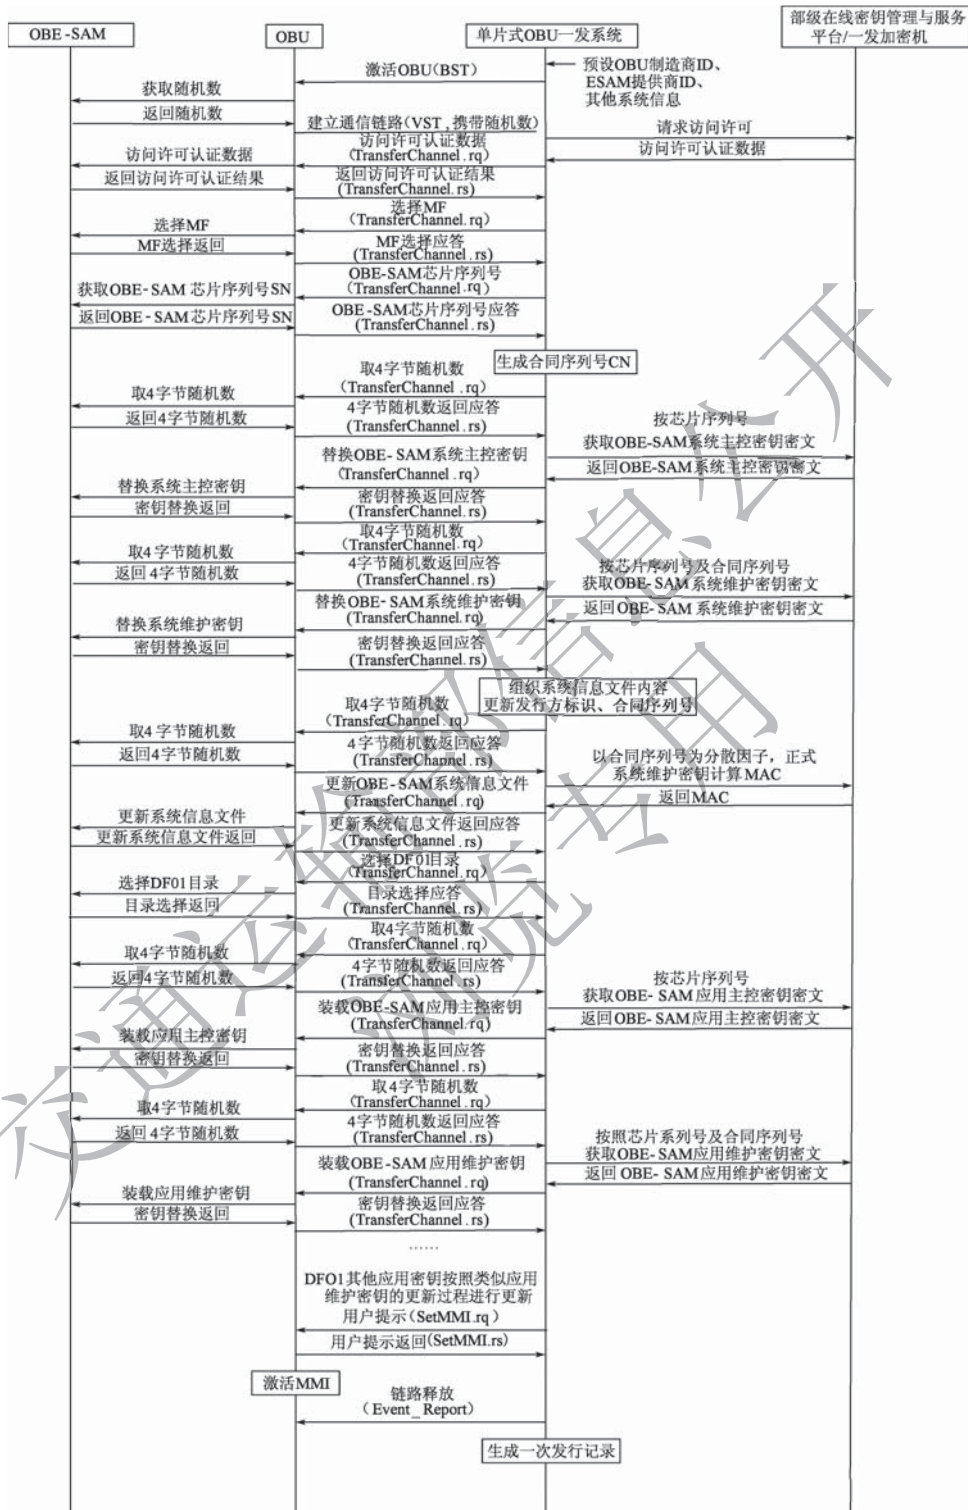 OBE-SAM
OBU
单片式OBU一发系统
部级在线密钥管理与服务
平台/一发加密机
预设OBU制造商ID、
ESAM提供商ID、
其他系统信息
激活OBU(BST)
获取随机数
返回随机数
建立通信链路(VST,携带随机数)
请求访问许可
访问许可认证数据
访问许可认证数据
(TransferChannel.rq)
访问许可认证数据
返回访问许可认证结果
返回访问许可认证结果
(TransferChannel.rs)
选择MF
(TransferChannel.rq)
选择MF
MF选择返回
MF选择应答
(TransferChannel.rs)
OBE-SAM芯片序列号
(TransferChannel.rq)
获取OBE-SAM 芯片序列号SN
返回OBE-SAM芯片序列号SN
OBE-SAM芯片序列号应答
(TransferChannel.rs)
生成合同序列号CN
取4字节随机数
(TransferChannel.rq)
取4字节随机数
返回4字节随机数
4字节随机数返回应答
(TransferChannel.rs)
按芯片序列号
获取OBE-SAM系统主控密钥密文
返回OBE-SAM系统主控密钥密文
替换OBE-SAM系统主控密钥
(TransferChannel.rq)
替换系统主控密钥
密钥替换返回
密钥替换返回应答
(TransferChannel.rs)
取4字节随机数
(TransferChannel.rq)
取4字节随机数
返回4字节随机数
4字节随机数返回应答
(TransferChannel.rs)
按芯片序列号及合同序列号
获取OBE-SAM系统维护密钥密文
返回OBE-SAM系统维护密钥密文
替换OBE-SAM系统维护密钥
(TransferChannel.rq)
替换系统维护密钥
密钥替换返回
密钥替换返回应答
(TransferChannel.rs)
组织系统信息文件内容
更新发行方标识、合同序列号
取4字节随机数
(TransferChannel.rq)
取4字节随机数
返回4字节随机数
4字节随机数返回应答
(TransferChannel.rs)
以合同序列号为分散因子，正式
系统维护密钥计算MAC
返回MAC
更新OBE-SAM系统信息文件
(TransferChannel.rq)
更新系统信息文件
更新系统信息文件返回
更新系统信息文件返回应答
(TransferChannel.rs)
选择DF01目录
(TransferChannel.rq)
选择DF01目录
目录选择返回
目录选择应答
(TransferChannel.rs)
取4字节随机数
(TransferChannel.rq)
取4字节随机数
返回4字节随机数
4字节随机数返回应答
(TransferChannel.rs)
按芯片序列号
获取OBE-SAM应用主控密钥密文
返回OBE-SAM应用主控密钥密文
装载OBE-SAM应用主控密钥
(TransferChannel.rq)
装载应用主控密钥
密钥替换返回
密钥替换返回应答
(TransferChannel.rs)
取4字节随机数
(TransferChannel.rq)
取4字节随机数
返回4字节随机数
4字节随机数返回应答
(TransferChannel.rs)
按照芯片系列号及合同序列号
获取OBE-SAM应用维护密钥密文
返回 OBE-SAM应用维护密钥密文
装载OBE-SAM应用维护密钥
(TransferChannel.rq)
装载应用维护密钥
密钥替换返回
密钥替换返回应答
(TransferChannel.rs)
……
DFO1其他应用密钥按照类似应用
维护密钥的更新过程进行更新
用户提示(SetMMI.rq)
用户提示返回(SetMMI.rs)
激活MMI
链路释放
(Event_Report)
生成一次发行记录
交通运输部信息公开
浏览专用